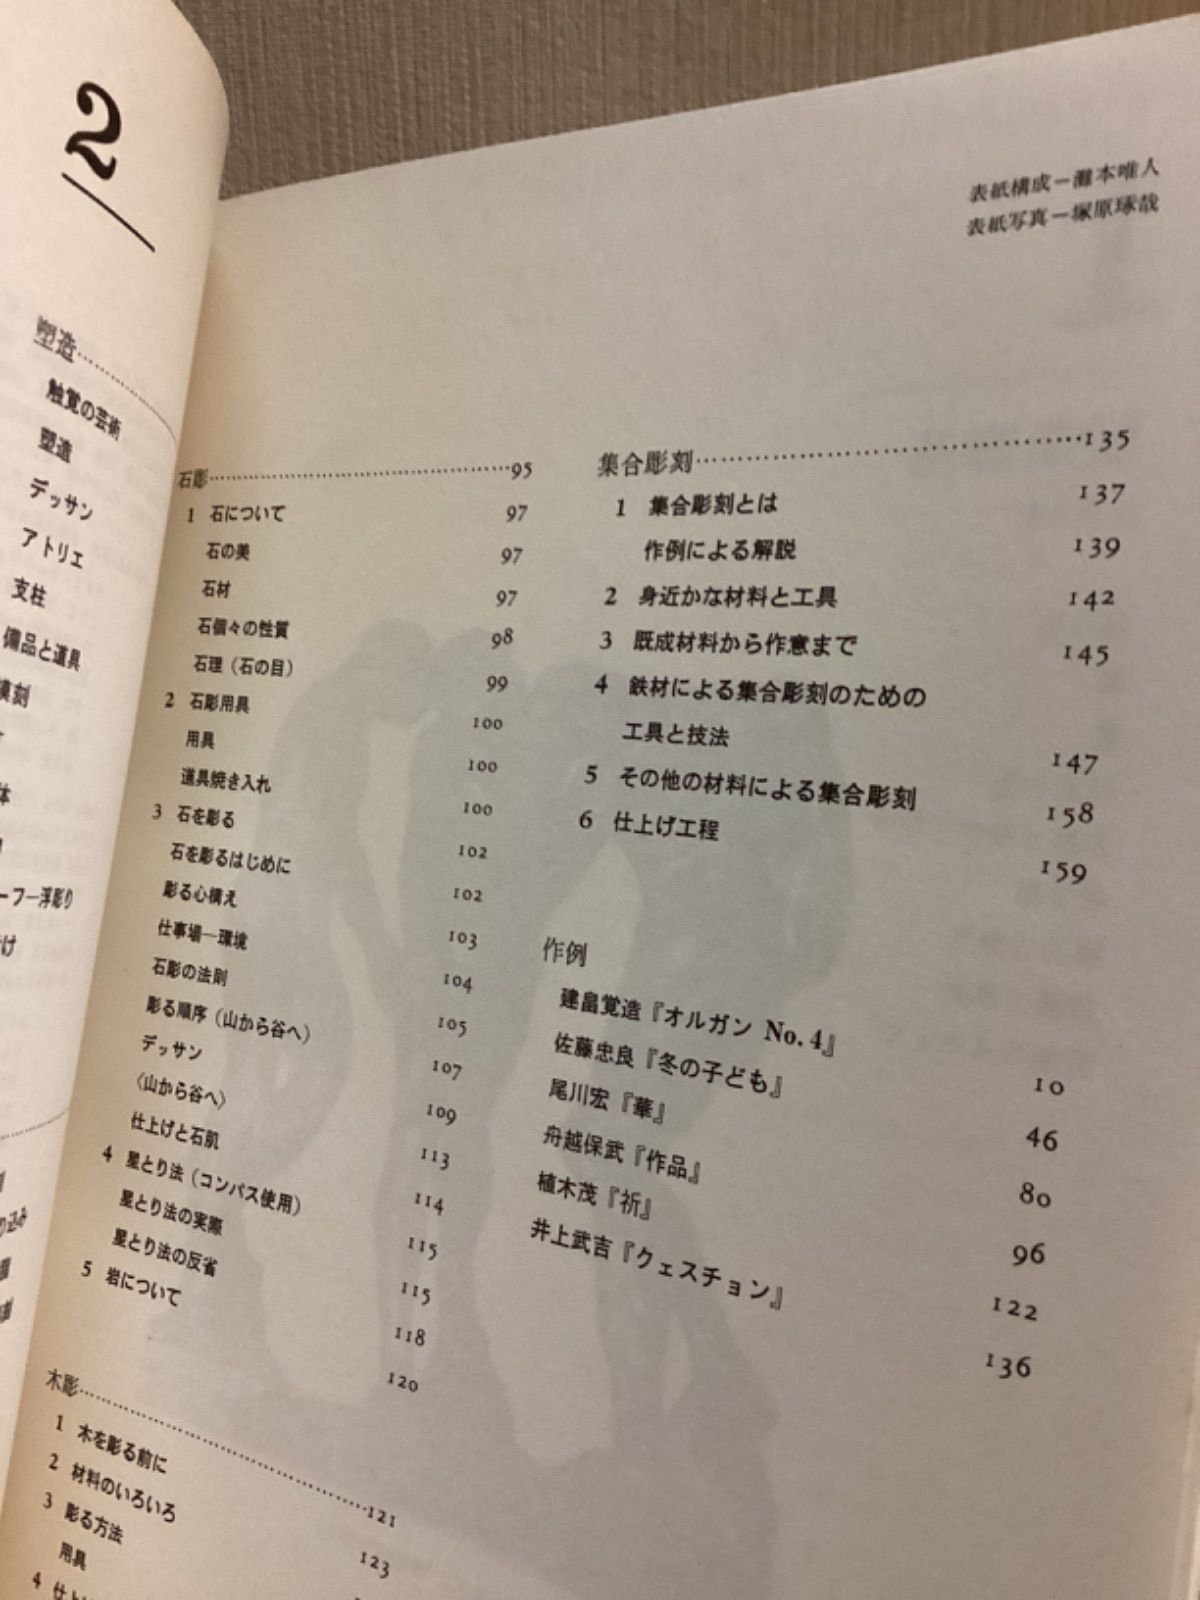 2
塑造
触覚の芸術
塑造
デッサン
アトリエ
支柱
備品と道具
表紙構成ー灘本唯人
表紙写真ー塚原琢哉
石彫……95
1 石について 97
石の美 97
石材 97
石個々の性質 98
石理(石の目) 99
2 石彫用具 100
用具 100
道具焼き入れ 100
3 石を彫る 102
石を彫るはじめに 102
彫る心構え 103
仕事場―環境 104
石彫の法則 105
彫る順序(山から谷へ) 107
デッサン 109
〈山から谷へ〉 113
仕上げと石肌 114
4 星とり法(コンパス使用) 115
星とり法の実際 115
星とり法の反省 118
5 岩について 120
木彫……121
1 木を彫る前に 123
2 材料のいろいろ
3 彫る方法
用具
4
集合彫刻……135
1 集合彫刻とは 137
作例による解説 139
2 身近かな材料と工具 142
3 既成材料から作意まで 145
4 鉄材による集合彫刻のための
工具と技法 147
5 その他の材料による集合彫刻 158
6 仕上げ工程 159
作例
建畠覚造『オルガン No.4』 10
佐藤忠良『冬の子ども』 46
尾川宏『華』 80
舟越保武『作品』 96
植木茂『祈』 122
井上武吉『クェスチョン』 136